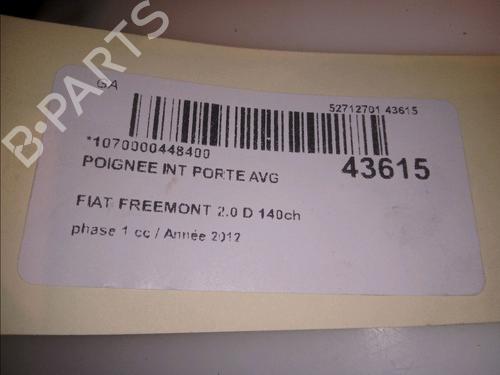 B-PARTS
GA
52712701 43615
*1070000448400
43615
POIGNEE INT PORTE AVG
FIAT FREEMONT 2.0 D 140ch
phase 1 cc / Année 2012